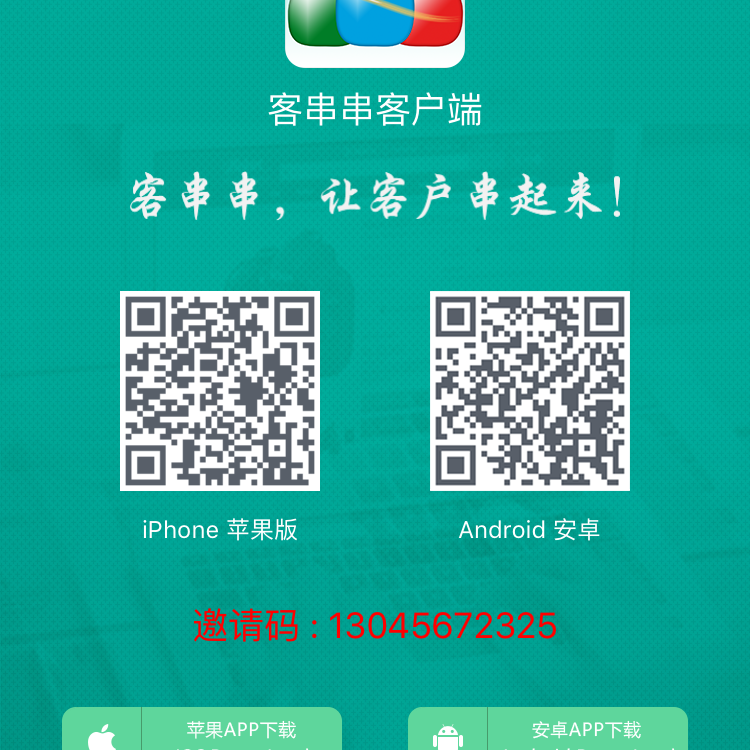 客串串客户端
客串串，让客户串起来！
iPhone 苹果版
Android 安卓
邀请码 : 13045672325
苹果APP下载
安卓APP下载